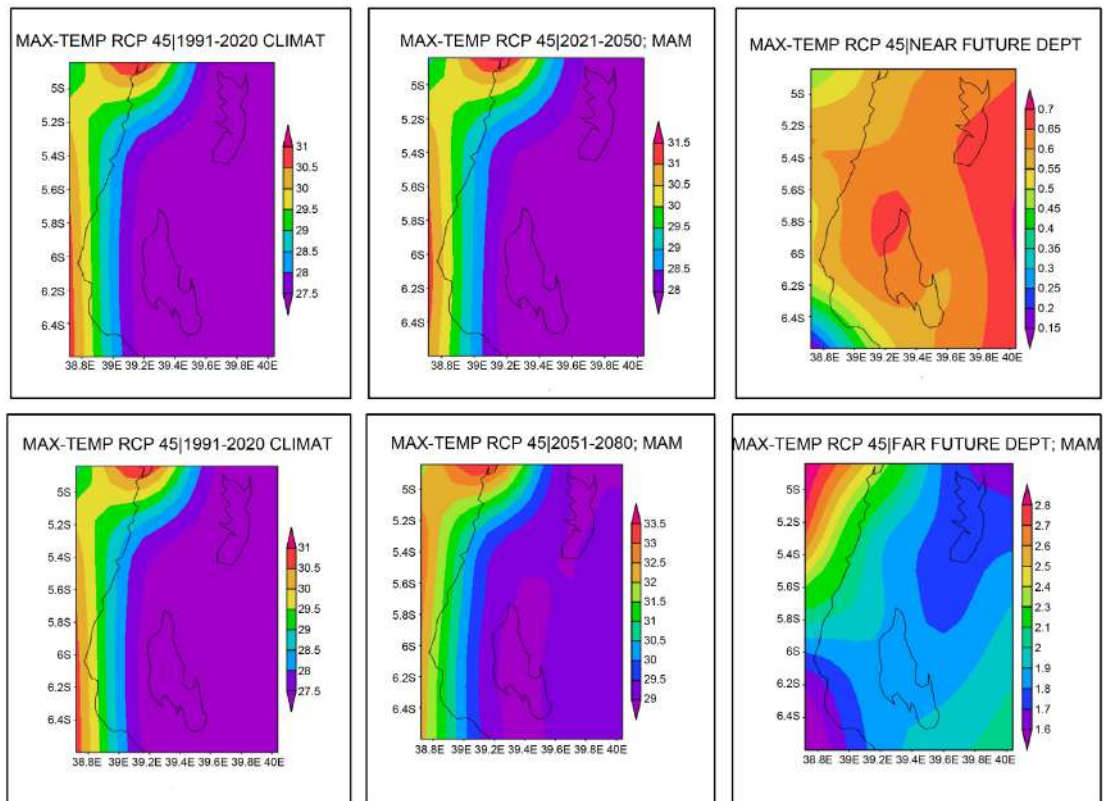 MAX-TEMP RCP 45|1991-2020 CLIMAT
5S
5.2S
5.4S
5.6S
5.8S
6S
6.2S
6.4S
38.8E 39E 39.2E 39.4E 39.6E 39.8E 40E
31
30.5
30
29.5
29
28.5
28
27.5
MAX-TEMP RCP 45|2021-2050; MAM
5S
5.2S
5.4S
5.6S
5.8S
6S
6.2S
6.4S
38.8E 39E 39.2E 39.4E 39.6E 39.8E 40E
31.5
31
30.5
30
29.5
29
28.5
28
MAX-TEMP RCP 45|NEAR FUTURE DEPT
5S
5.2S
5.4S
5.6S
5.8S
6S
6.2S
6.4S
38.8E 39E 39.2E 39.4E 39.6E 39.8E 40E
0.7
0.65
0.6
0.55
0.5
0.45
0.4
0.35
0.3
0.25
0.2
0.15
MAX-TEMP RCP 45|1991-2020 CLIMAT
5S
5.2S
5.4S
5.6S
5.8S
6S
6.2S
6.4S
38.8E 39E 39.2E 39.4E 39.6E 39.8E 40E
31
30.5
30
29.5
29
28.5
28
27.5
MAX-TEMP RCP 45|2051-2080; MAM
5S
5.2S
5.4S
5.6S
5.8S
6S
6.2S
6.4S
38.8E 39E 39.2E 39.4E 39.6E 39.8E 40E
33.5
33
32
31.5
31
30.5
30
29.5
29
MAX-TEMP RCP 45|FAR FUTURE DEPT; MAM
5S
5.2S
5.4S
5.6S
5.8S
6S
6.2S
6.4S
38.8E 39E 39.2E 39.4E 39.6E 39.8E 40E
2.8
2.7
2.6
2.5
2.4
2.3
2.1
2
1.9
1.8
1.7
1.6